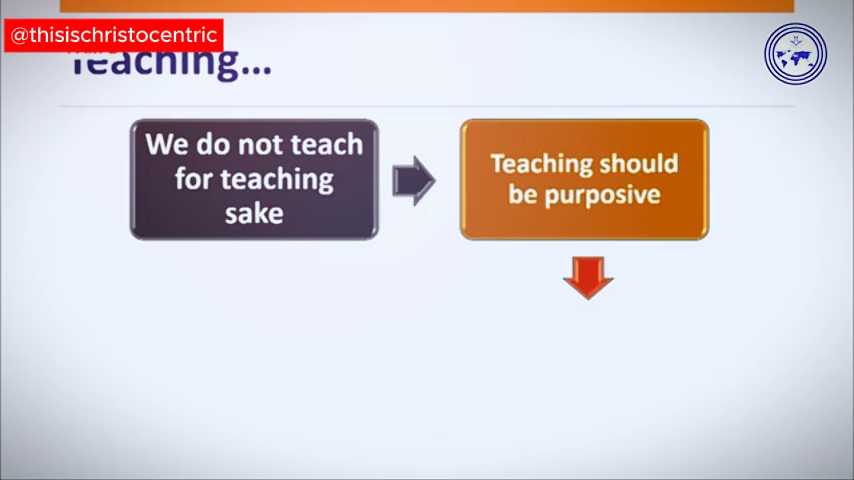 @thisischristocentric
Teaching...
We do not teach
for teaching
sake
Teaching should
be purposive